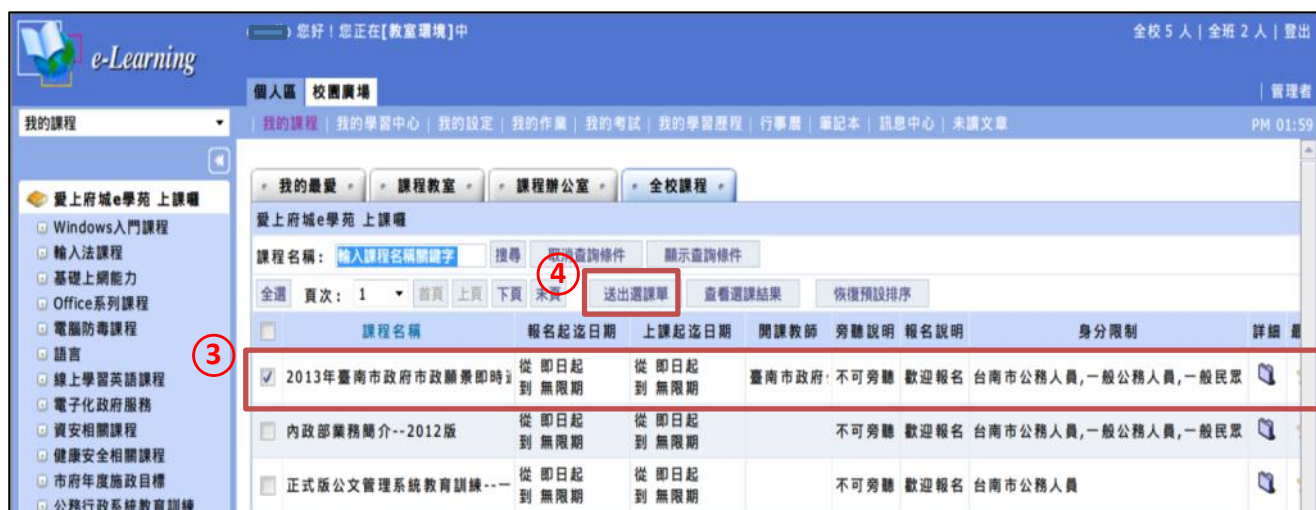 e-Learning
您好！您正在[教室環境]中
全校 5 人 | 全班 2 人 | 登出
個人區 校園廣場
| 管理者
我的課程
| 我的課程 | 我的學習中心 | 我的設定 | 我的作業 | 我的考試 | 我的學習歷程 | 行事曆 | 筆記本 | 訊息中心 | 未讀文章
PM 01:59
我的最愛 課程教室 課程辦公室 全校課程
愛上府城e學苑 上課囉
Windows入門課程
輸入法課程
基礎上網能力
Office系列課程
電腦防毒課程
語言
線上學習英語課程
電子化政府服務
資安相關課程
健康安全相關課程
市府年度施政目標
公務行政系統教育訓練
愛上府城e學苑 上課囉
課程名稱： 輸入課程名稱關鍵字 搜尋 取消查詢條件 顯示查詢條件
④
全選 頁次： 1 首頁 上頁 下頁 末頁 送出選課單 查看選課結果 恢復預設排序
課程名稱 報名起迄日期 上課起迄日期 開課教師 旁聽說明 報名說明 身分限制 詳細
③
2013年臺南市政府市政願景即時 從 即日起 到 無限期 從 即日起 到 無限期 臺南市政府 不可旁聽 歡迎報名 台南市公務人員,一般公務人員,一般民眾
內政部業務簡介--2012版 從 即日起 到 無限期 從 即日起 到 無限期 不可旁聽 歡迎報名 台南市公務人員,一般公務人員,一般民眾
正式版公文管理系統教育訓練--一 從 即日起 到 無限期 從 即日起 到 無限期 不可旁聽 歡迎報名 台南市公務人員